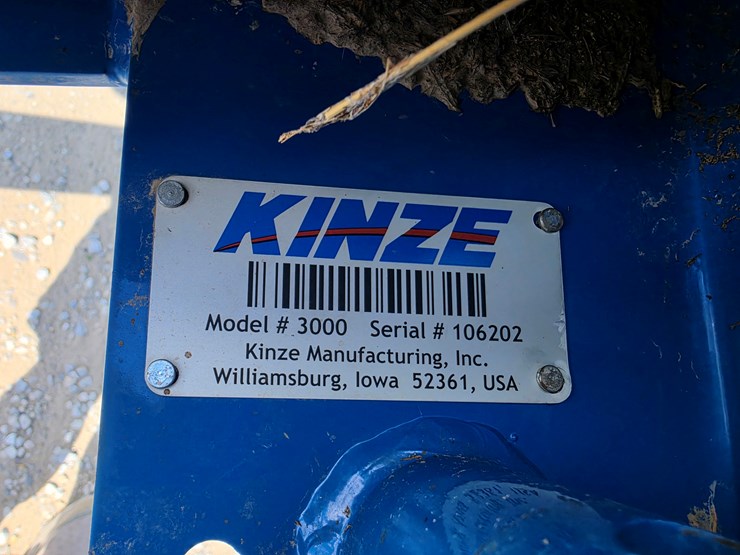 KINZE
Model # 3000 Serial # 106202
Kinze Manufacturing, Inc.
Williamsburg, Iowa 52361, USA